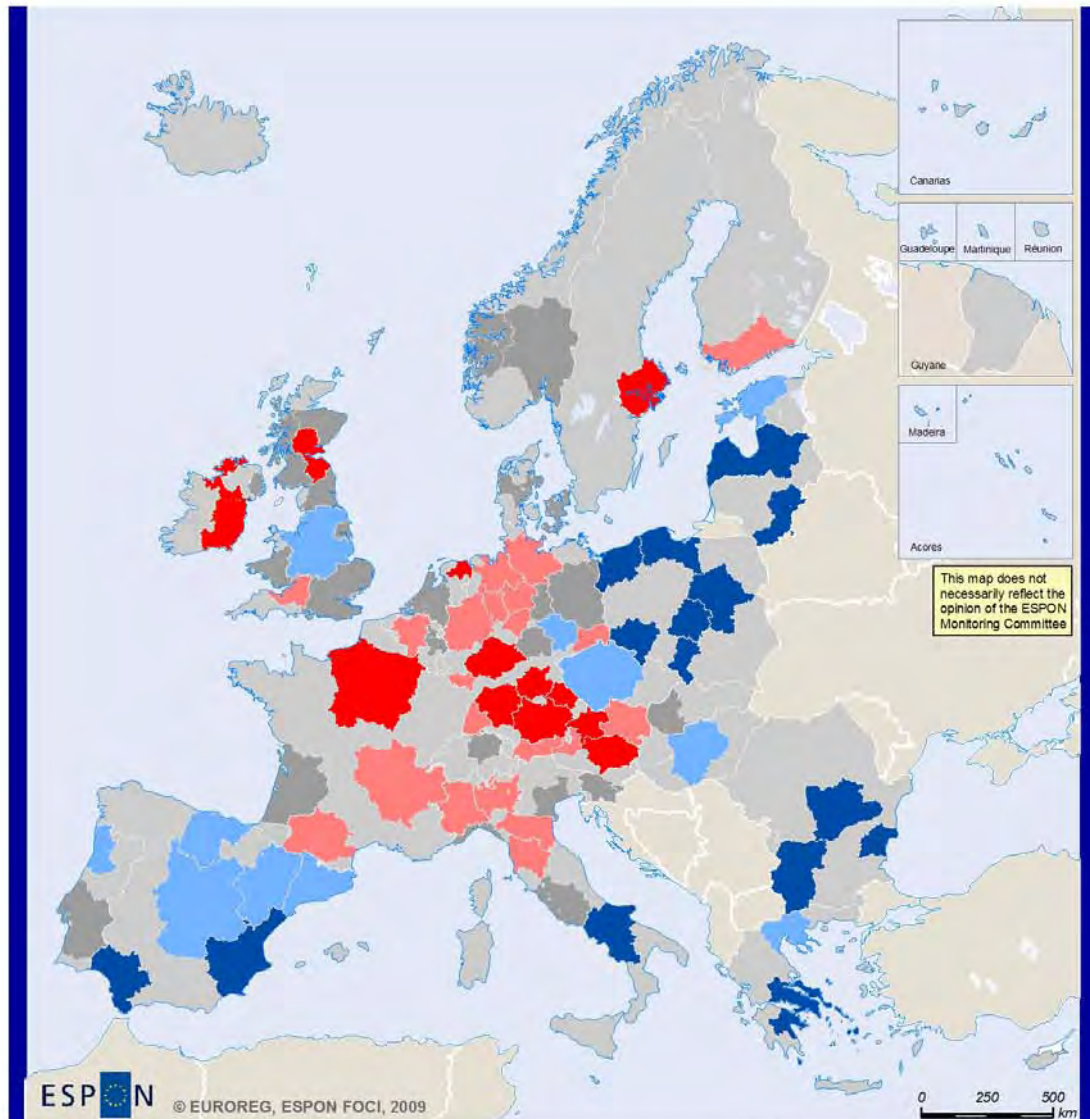 Canarias
Guadeloupe
Martinique
Réunion
Guyane
Madeira
Acores
This map does not
necessarily reflect the
opinion of the ESPON
Monitoring Committee
ESPON
© EUROREG, ESPON FOCI, 2009
0 250 500
km